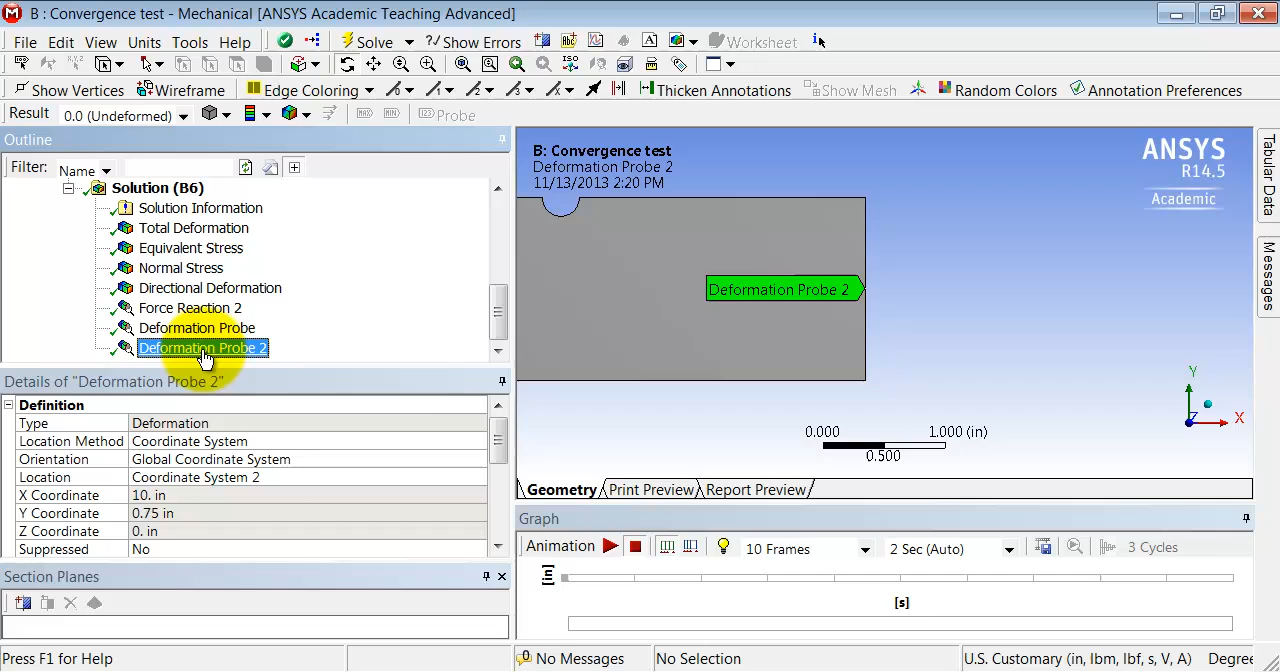 B : Convergence test - Mechanical [ANSYS Academic Teaching Advanced]
File Edit View Units Tools Help Solve Show Errors Worksheet
Show Vertices Wireframe Edge Coloring Thicken Annotations Show Mesh Random Colors Annotation Preferences
Result 0.0 (Undeformed) MAX MIN Probe
Outline
Filter: Name
Solution (B6)
Solution Information
Total Deformation
Equivalent Stress
Normal Stress
Directional Deformation
Force Reaction 2
Deformation Probe
Deformation Probe 2
Details of "Deformation Probe 2"
Definition
Type Deformation
Location Method Coordinate System
Orientation Global Coordinate System
Location Coordinate System 2
X Coordinate 10. in
Y Coordinate 0.75 in
Z Coordinate 0. in
Suppressed No
Section Planes
B: Convergence test
Deformation Probe 2
11/13/2013 2:20 PM
ANSYS
R14.5
Academic
Deformation Probe 2
Y
Z X
0.000 1.000 (in)
0.500
Geometry Print Preview Report Preview
Tabular Data
Messages
Graph
Animation 10 Frames 2 Sec (Auto) 3 Cycles
[in]
[s]
Press F1 for Help No Messages No Selection U.S. Customary (in, lbm, lbf, s, V, A) Degree